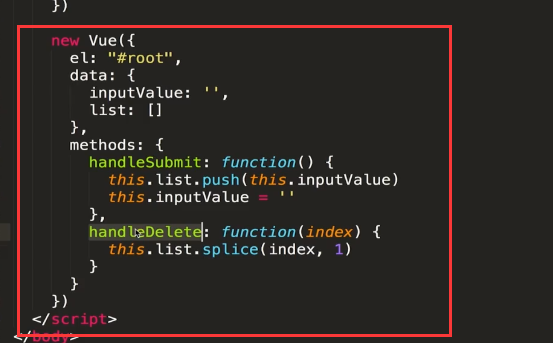 })
new Vue({
el: "#root",
data: {
inputValue: '',
list: []
},
methods: {
handleSubmit: function() {
this.list.push(this.inputValue)
this.inputValue = ''
},
handleDelete: function(index) {
this.list.splice(index, 1)
}
}
})
</script>
</body>